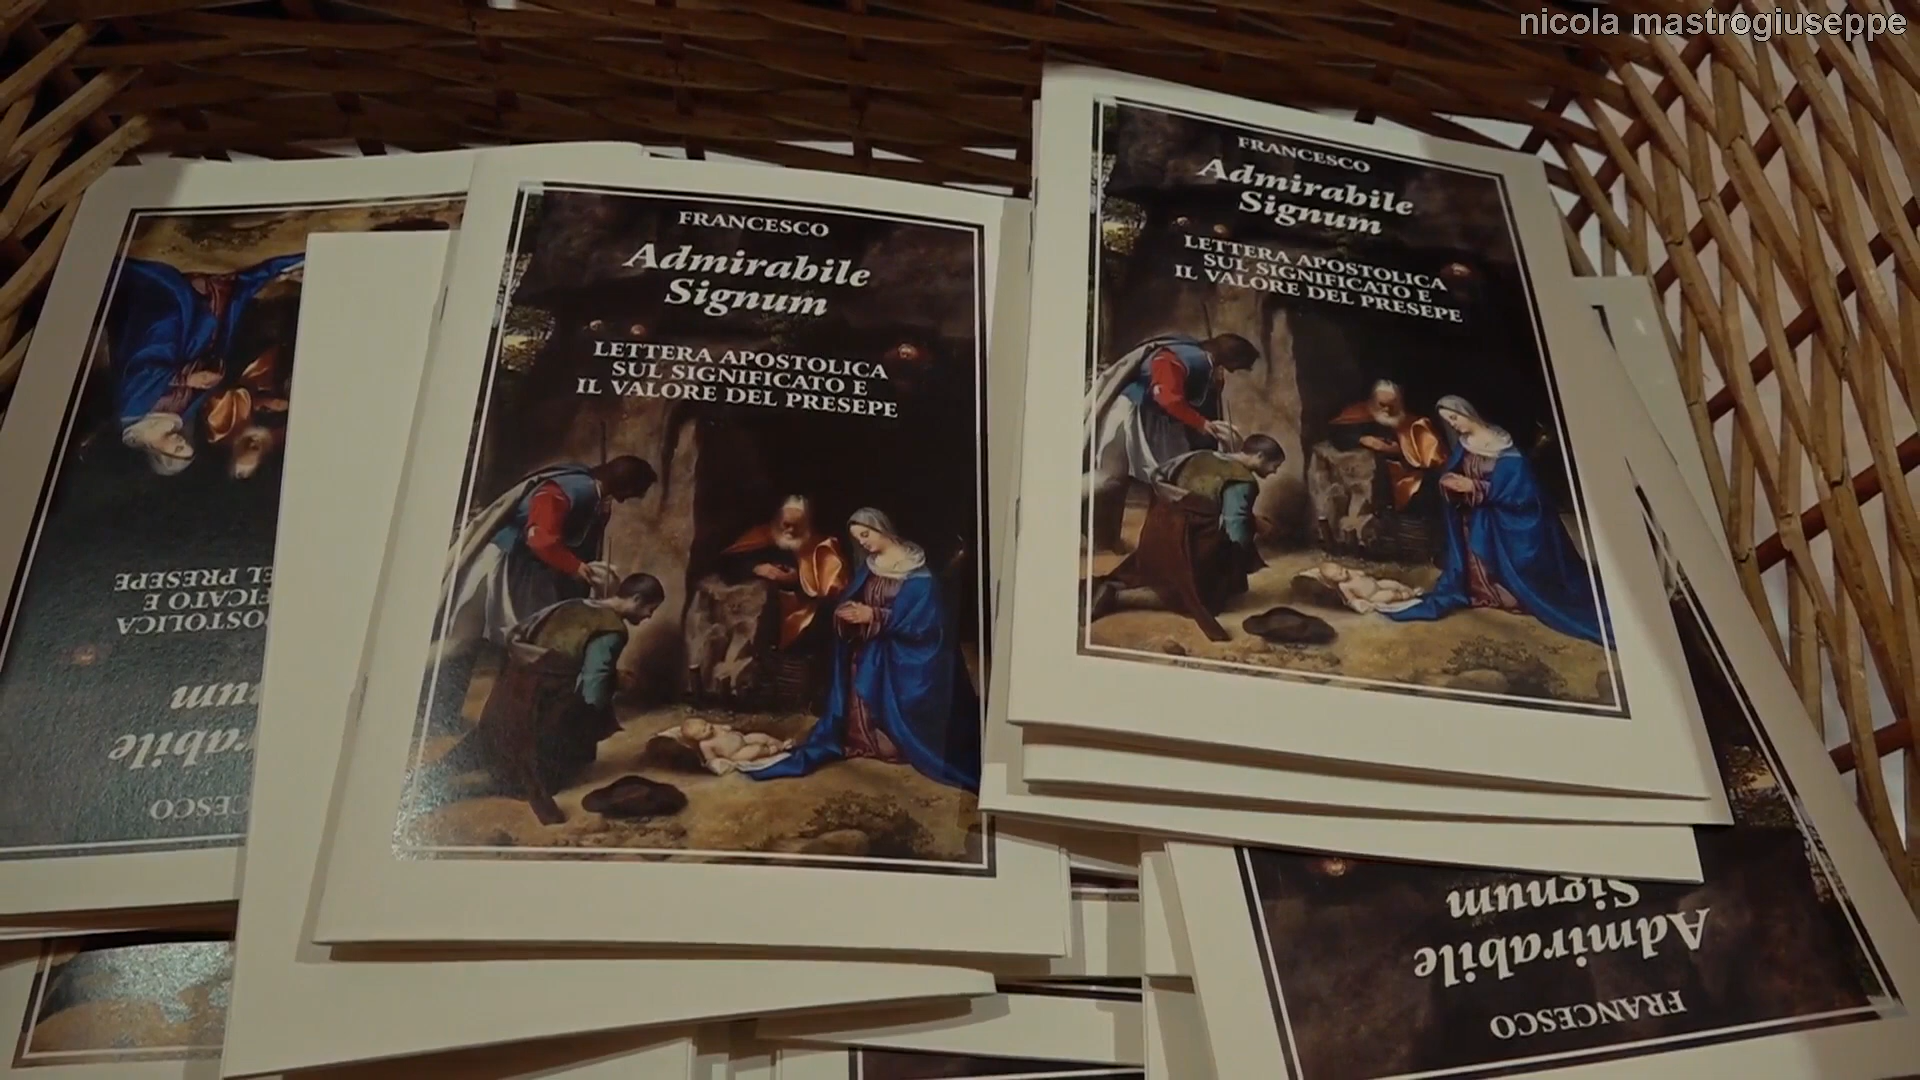 nicola mastrogiuseppe
FRANCESCO
Admirabile
Signum
LETTERA APOSTOLICA
SUL SIGNIFICATO E
IL VALORE DEL PRESEPE
FRANCESCO
Admirabile
Signum
LETTERA APOSTOLICA
SUL SIGNIFICATO E
IL VALORE DEL PRESEPE
FRANCESCO
Admirabile
Signum